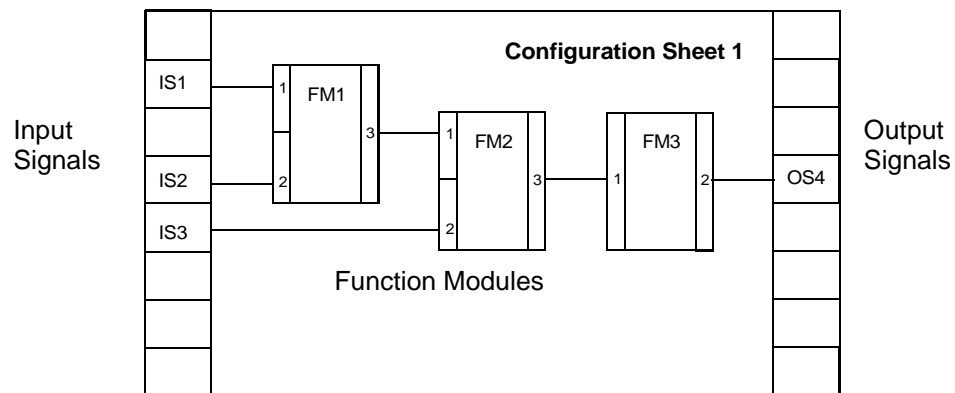 Configuration Sheet 1
Input
Signals
IS1
IS2
IS3
1
2
FM1
3
1
2
FM2
3
1
FM3
2
OS4
Output
Signals
Function Modules